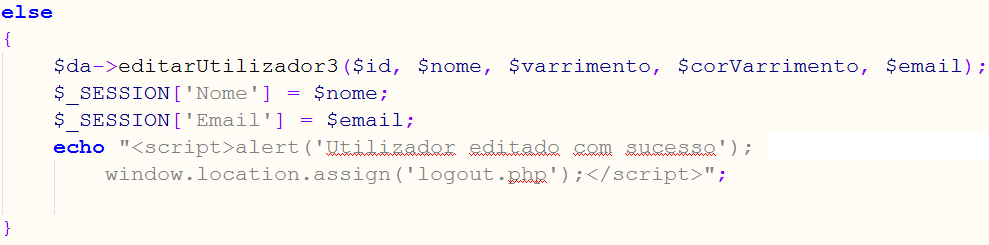 else
{
    $da->editarUtilizador3($id, $nome, $varrimento, $corVarrimento, $email);
    $_SESSION['Nome'] = $nome;
    $_SESSION['Email'] = $email;
    echo "<script>alert('Utilizador editado com sucesso');
        window.location.assign('logout.php');</script>";
}